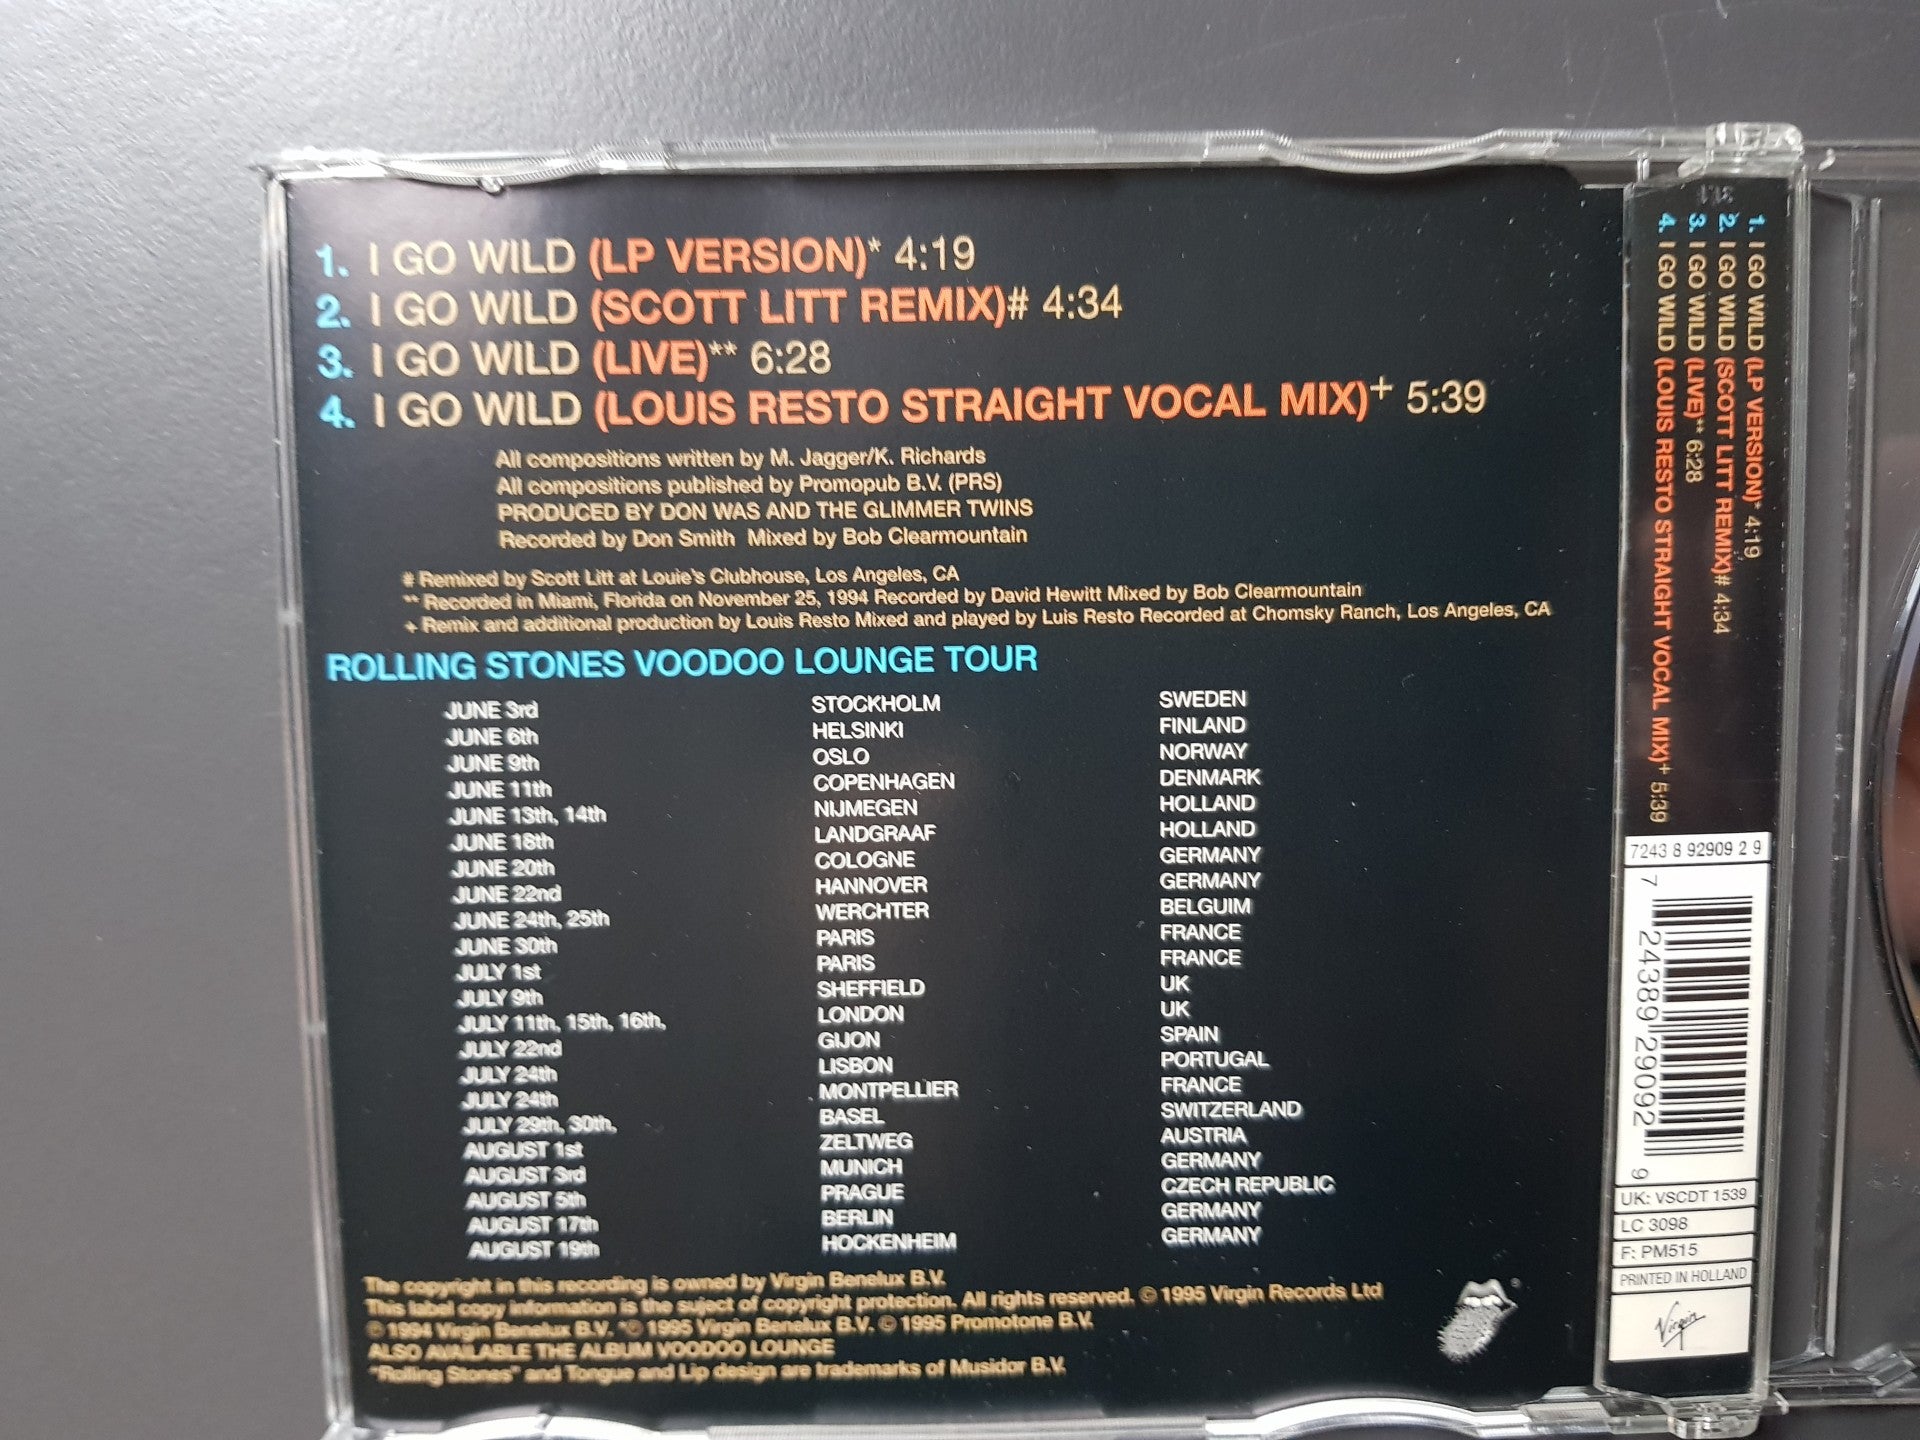 1. I GO WILD (LP VERSION)* 4:19
2. I GO WILD (SCOTT LITT REMIX)# 4:34
3. I GO WILD (LIVE)** 6:28
4. I GO WILD (LOUIS RESTO STRAIGHT VOCAL MIX)+ 5:39
All compositions written by M. Jagger/K. Richards
All compositions published by Promopub B.V. (PRS)
PRODUCED BY DON WAS AND THE GLIMMER TWINS
Recorded by Don Smith Mixed by Bob Clearmountain
# Remixed by Scott Litt at Louie's Clubhouse, Los Angeles, CA
** Recorded in Miami, Florida on November 25, 1994 Recorded by David Hewitt Mixed by Bob Clearmountain
+ Remix and additional production by Louis Resto Mixed and played by Luis Resto Recorded at Chomsky Ranch, Los Angeles, CA
ROLLING STONES VOODOO LOUNGE TOUR
JUNE 3rd STOCKHOLM SWEDEN
JUNE 6th HELSINKI FINLAND
JUNE 9th OSLO NORWAY
JUNE 11th COPENHAGEN DENMARK
JUNE 13th, 14th NIJMEGEN HOLLAND
JUNE 18th LANDGRAAF HOLLAND
JUNE 20th COLOGNE GERMANY
JUNE 22nd HANNOVER GERMANY
JUNE 24th, 25th WERCHTER BELGUIM
JUNE 30th PARIS FRANCE
JULY 1st PARIS FRANCE
JULY 9th SHEFFIELD UK
JULY 11th, 15th, 16th, LONDON UK
JULY 22nd GIJON SPAIN
JULY 24th LISBON PORTUGAL
JULY 24th MONTPELLIER FRANCE
JULY 29th, 30th, BASEL SWITZERLAND
AUGUST 1st ZELTWEG AUSTRIA
AUGUST 3rd MUNICH GERMANY
AUGUST 5th PRAGUE CZECH REPUBLIC
AUGUST 17th BERLIN GERMANY
AUGUST 19th HOCKENHEIM GERMANY
The copyright in this recording is owned by Virgin Benelux B.V.
This label copy information is the suject of copyright protection. All rights reserved. © 1995 Virgin Records Ltd
℗ 1994 Virgin Benelux B.V. *℗ 1995 Virgin Benelux B.V. © 1995 Promotone B.V.
ALSO AVAILABLE THE ALBUM VOODOO LOUNGE
"Rolling Stones" and Tongue and Lip design are trademarks of Musidor B.V.
1. I GO WILD (LP VERSION)* 4:19
2. I GO WILD (SCOTT LITT REMIX)# 4:34
3. I GO WILD (LIVE)** 6:28
4. I GO WILD (LOUIS RESTO STRAIGHT VOCAL MIX)+ 5:39
7243 8 92909 2 9
7 24389 29092 9
UK: VSCDT 1539
LC 3098
F: PM515
PRINTED IN HOLLAND
Virgin